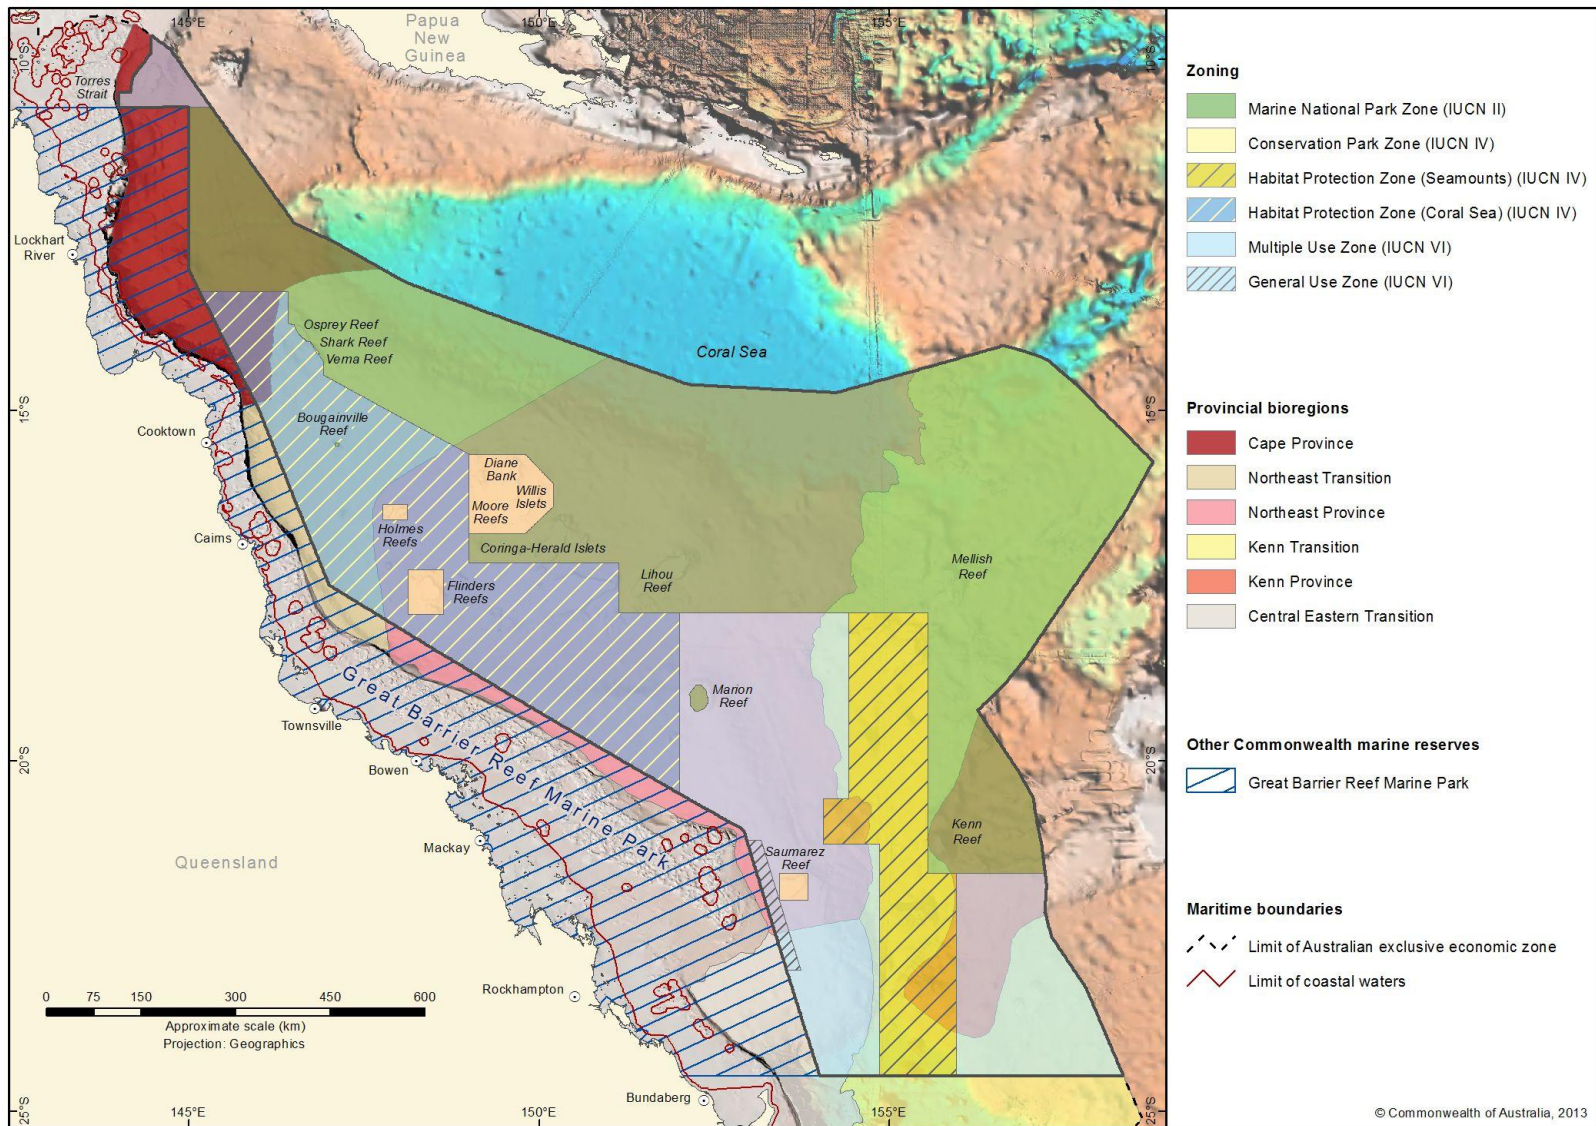 145°E
150°E
155°E
Papua
New
Guinea
10°S
10°S
Torres
Strait
Lockhart
River
Osprey Reef
Shark Reef
Vema Reef
Coral Sea
15°S
15°S
Bougainville
Reef
Cooktown
Diane
Bank
Willis
Islets
Moore
Reefs
Holmes
Reefs
Cairns
Coringa-Herald Islets
Mellish
Reef
Lihou
Reef
Flinders
Reefs
Great Barrier Reef Marine Park
Marion
Reef
Townsville
20°S
20°S
Bowen
Kenn
Reef
Mackay
Saumarez
Reef
Queensland
Rockhampton
0 75 150 300 450 600
Approximate scale (km)
Projection: Geographics
Bundaberg
25°S
25°S
145°E
150°E
155°E
Zoning
Marine National Park Zone (IUCN II)
Conservation Park Zone (IUCN IV)
Habitat Protection Zone (Seamounts) (IUCN IV)
Habitat Protection Zone (Coral Sea) (IUCN IV)
Multiple Use Zone (IUCN VI)
General Use Zone (IUCN VI)
Provincial bioregions
Cape Province
Northeast Transition
Northeast Province
Kenn Transition
Kenn Province
Central Eastern Transition
Other Commonwealth marine reserves
Great Barrier Reef Marine Park
Maritime boundaries
Limit of Australian exclusive economic zone
Limit of coastal waters
© Commonwealth of Australia, 2013